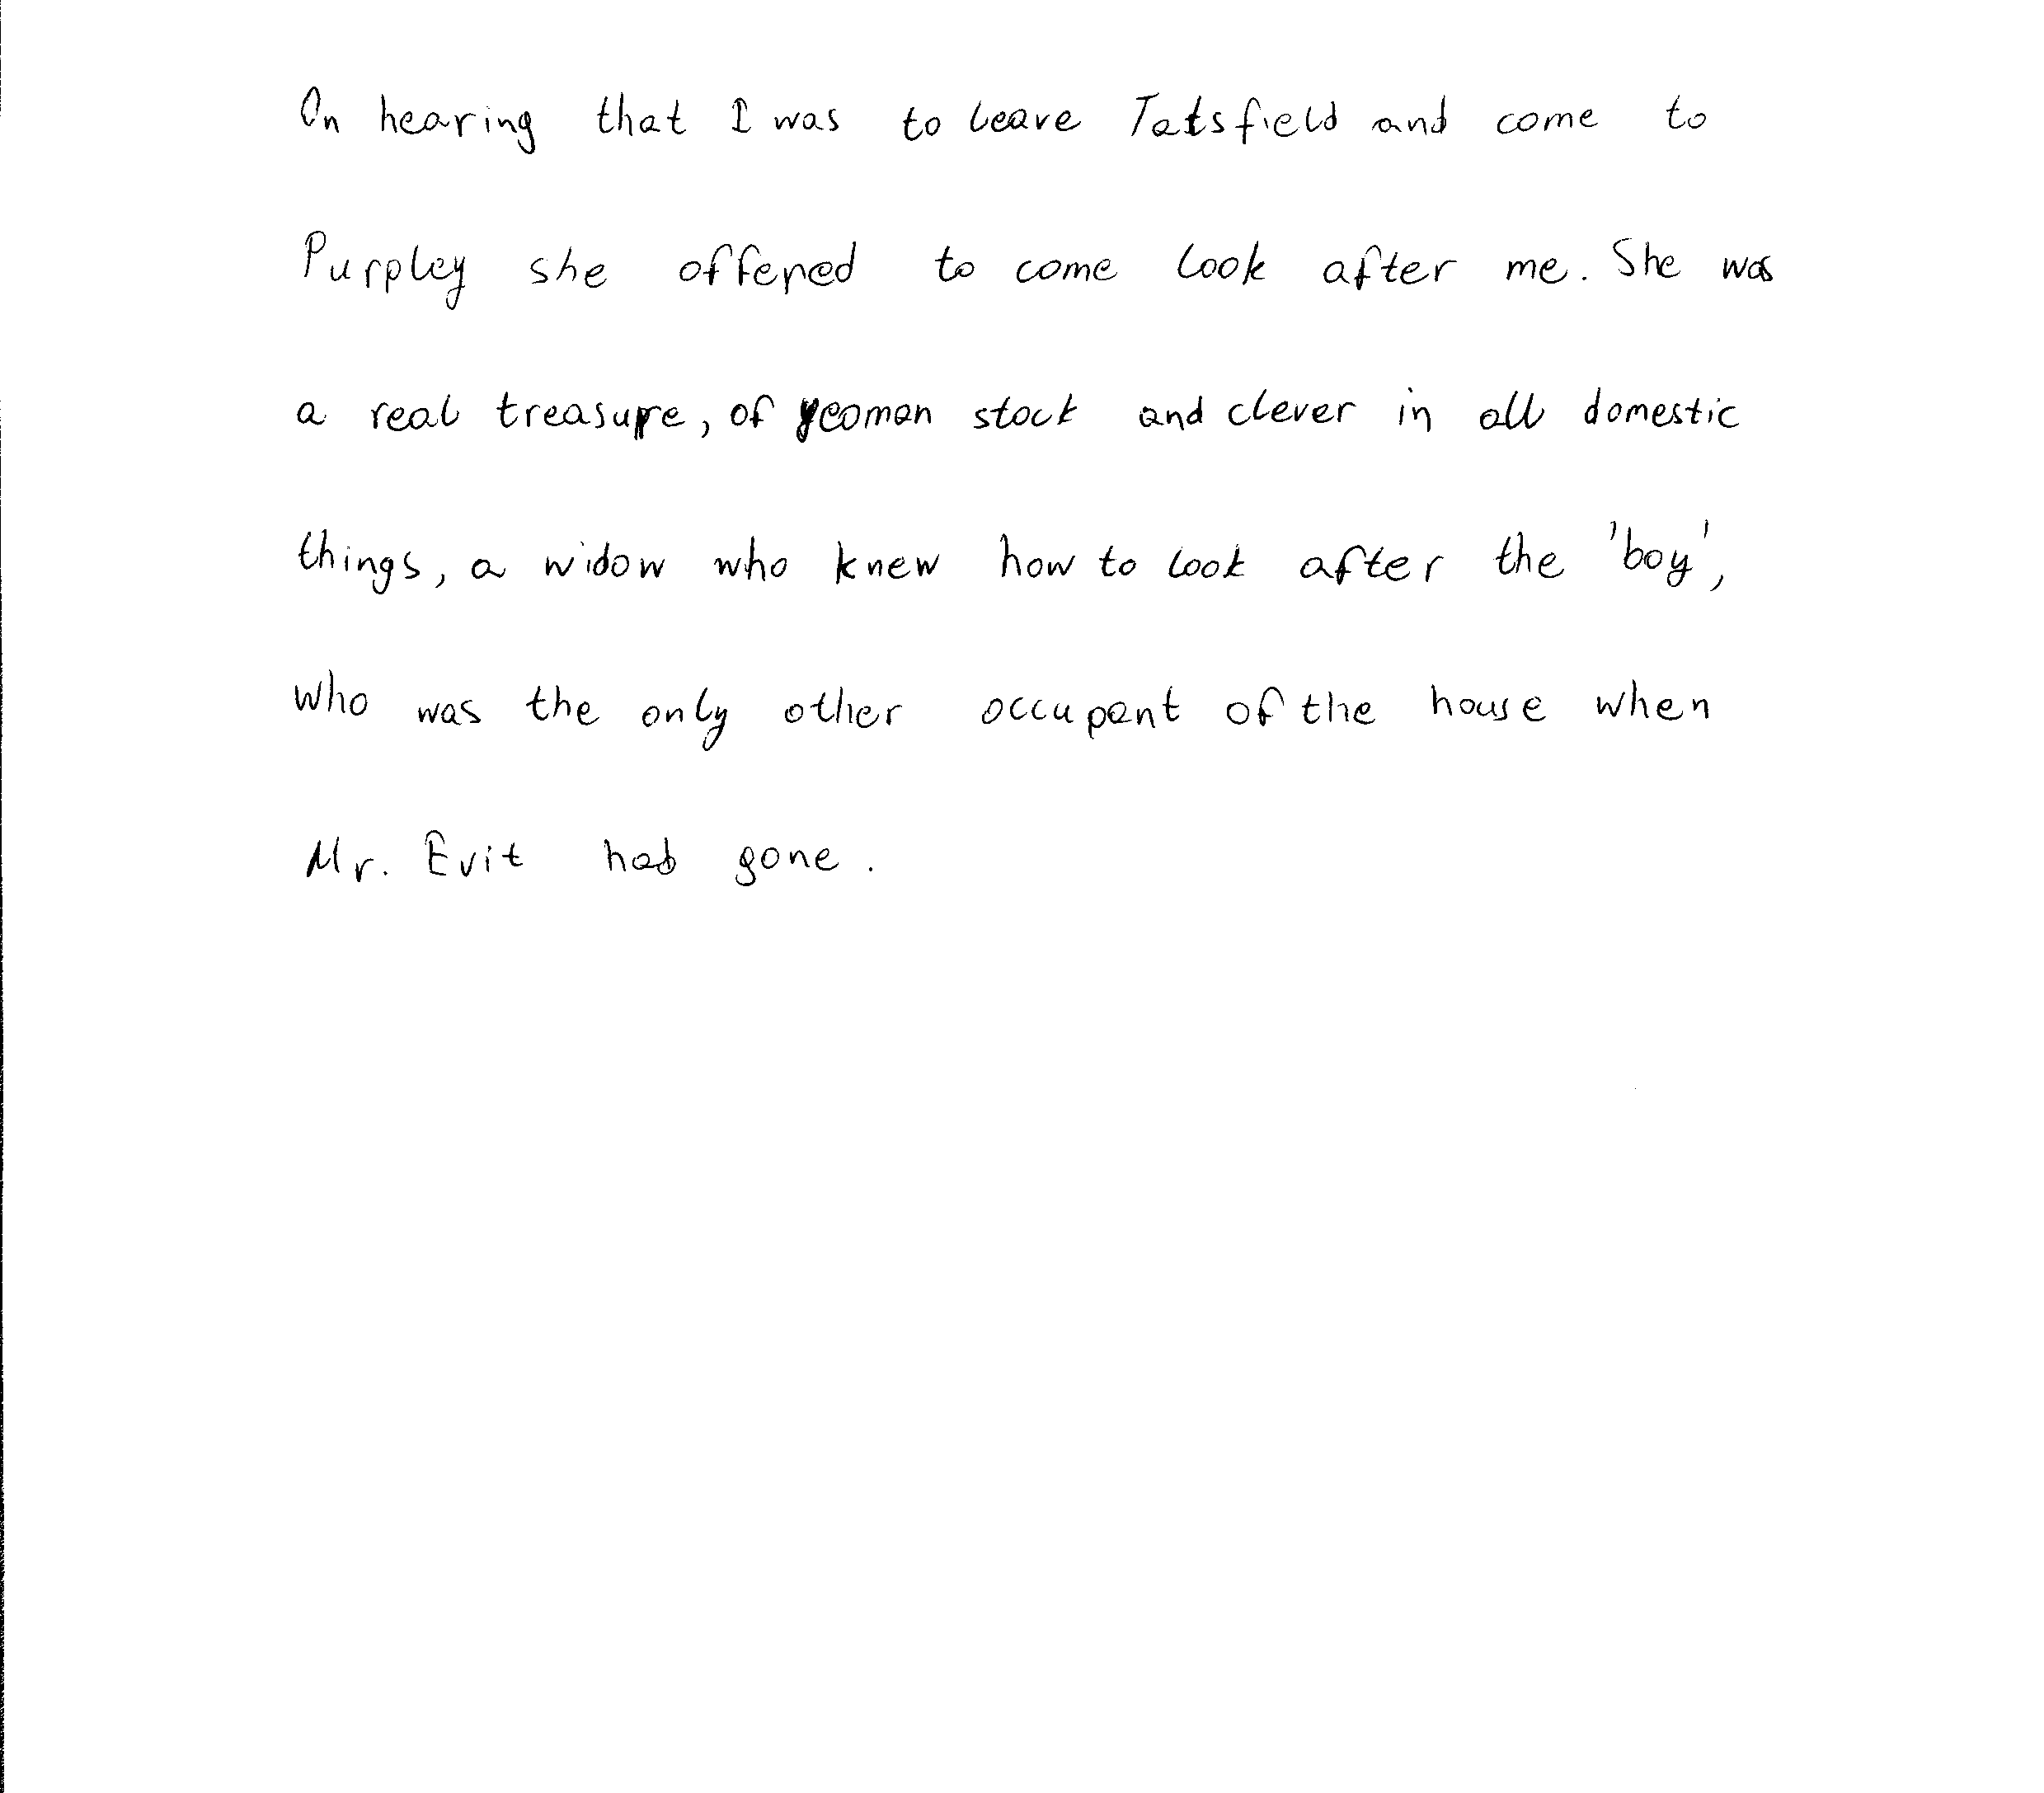 On hearing that I was to leave Tatsfield and come to
Purpley she offered to come look after me. She was
a real treasure, of yeoman stock and clever in all domestic
things, a widow who knew how to look after the 'boy',
who was the only other occupant of the house when
Mr. Evit had gone.